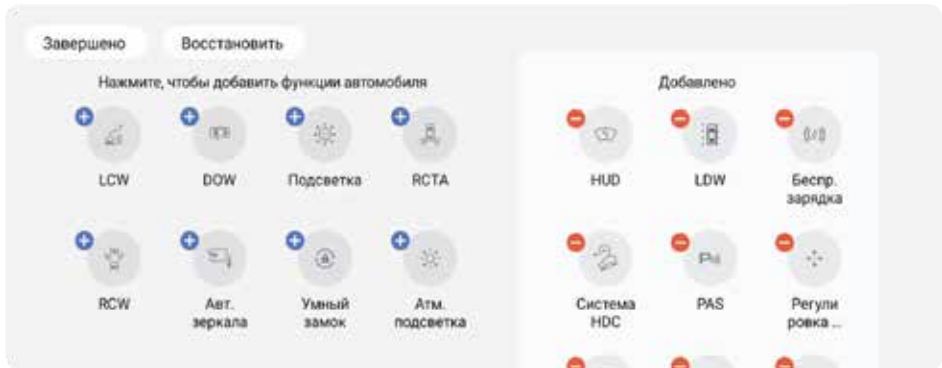 Завершено
Восстановить
Нажмите, чтобы добавить функции автомобиля
LCW
DOW
Подсветка
RCTA
RCW
Авт.
зеркала
Умный
замок
Атм.
подсветка
Добавлено
HUD
LDW
Беспр.
зарядка
Система
HDC
PAS
Регули
ровка ...